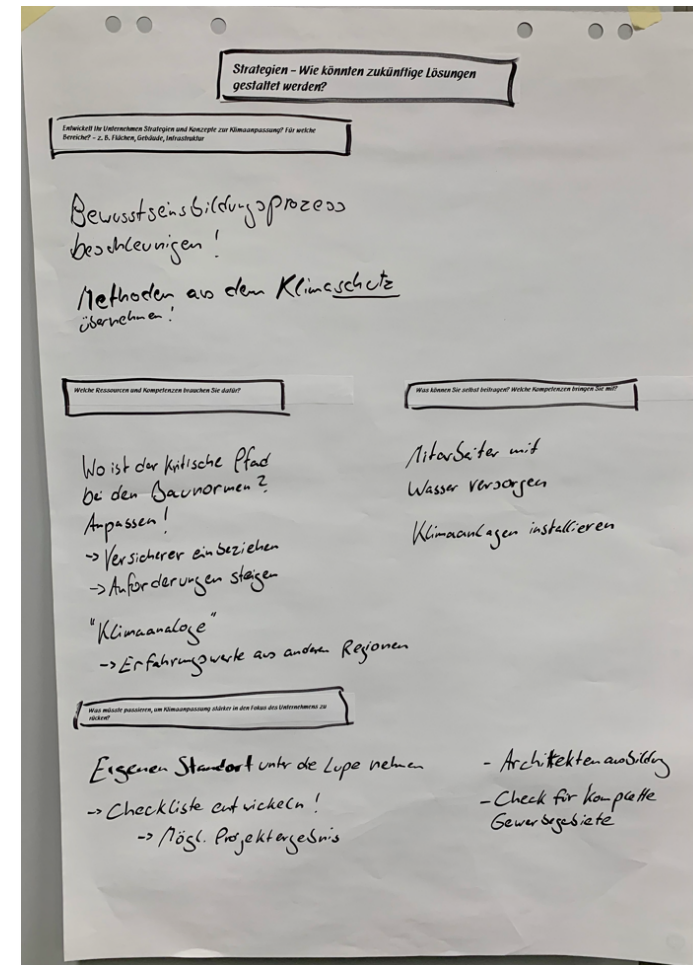 Strategien – Wie könnten zukünftige Lösungen
gestaltet werden?
Entwickelt Ihr Unternehmen Strategien und Konzepte zur Klimaanpassung? Für welche
Bereiche? – z. B. Flächen, Gebäude, Infrastruktur
Bewusstseinsbildungsprozess
beschleunigen!
Methoden aus dem Klimaschutz
übernehmen!
Welche Ressourcen und Kompetenzen brauchen Sie dafür?
Wo ist der kritische Pfad
bei den Baunormen?
Anpassen!
-> Versicherer einbeziehen
-> Anforderungen steigen
"Klimaanaloge"
-> Erfahrungswerte aus anderen Regionen
Was können Sie selbst beitragen? Welche Kompetenzen bringen Sie mit?
Mitarbeiter mit
Wasser versorgen
Klimaanlagen installieren
Was müsste passieren, um Klimaanpassung stärker in den Fokus des Unternehmens zu
rücken?
Eigenen Standort unter die Lupe nehmen
-> Checkliste entwickeln!
-> Mögl. Projektergebnis
- Architektenausbildung
- Check für komplette
Gewerbegebiete